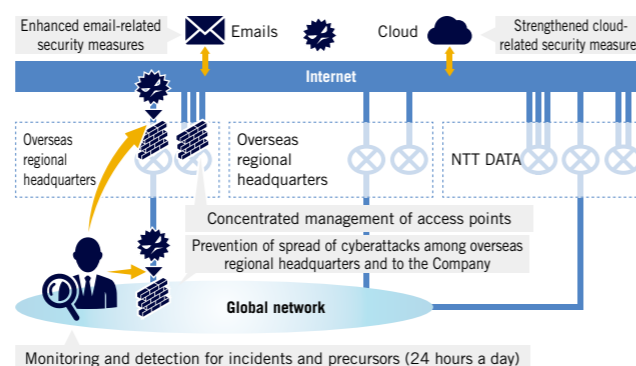 Enhanced email-related
security measures
Emails
Cloud
Strengthened cloud-
related security measure
Internet
Overseas
regional
headquarters
Overseas
regional
headquarters
NTT DATA
Concentrated management of access points
Prevention of spread of cyberattacks among overseas
regional headquarters and to the Company
Global network
Monitoring and detection for incidents and precursors (24 hours a day)